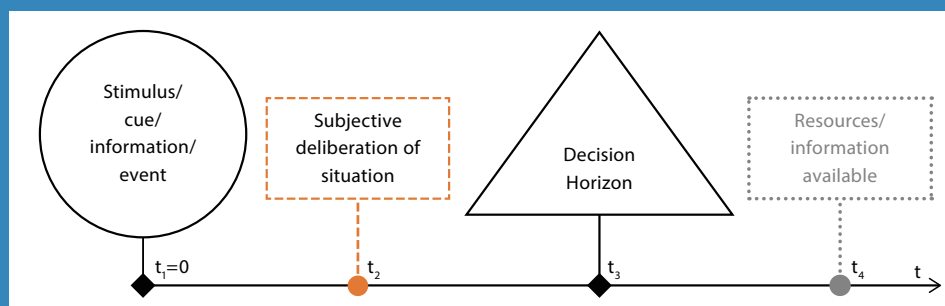 Stimulus/
cue/
information/
event
Subjective
deliberation of
situation
Decision
Horizon
Resources/
information
available
t₁=0
t₂
t₃
t₄
t